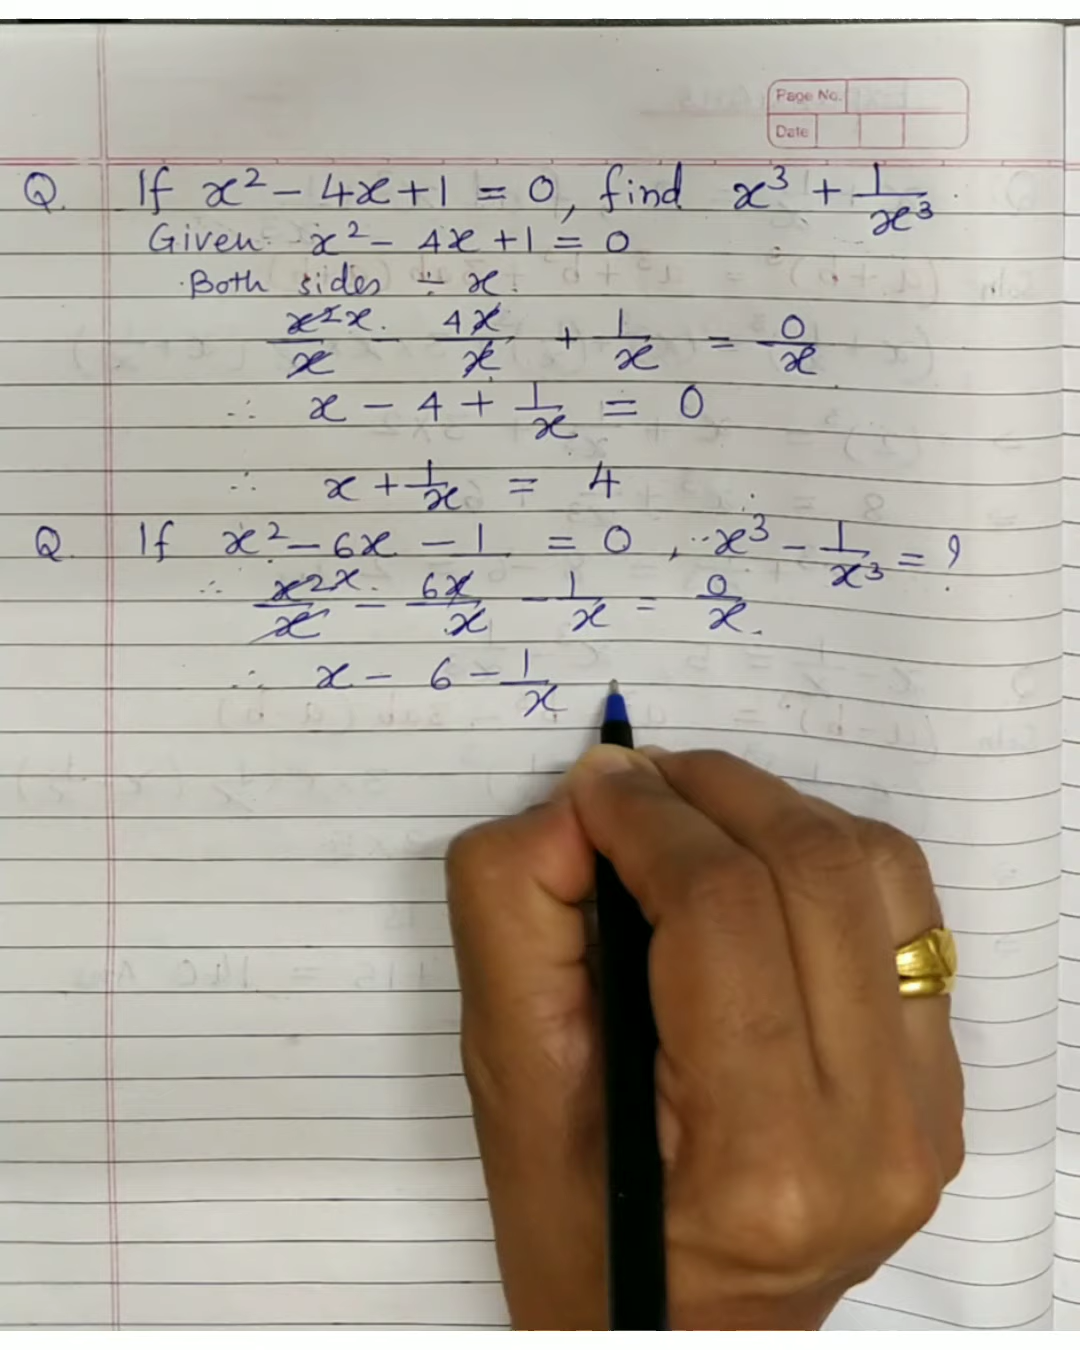 Page No.
Date
Q. If x² - 4x + 1 = 0, find x³ + 1/x³
Given: x² - 4x + 1 = 0
Both sides ÷ x.
x²x/x - 4x/x + 1/x = 0/x
∴ x - 4 + 1/x = 0
∴ x + 1/x = 4
Q. If x² - 6x - 1 = 0, x³ - 1/x³ = ?
∴ x²x/x - 6x/x - 1/x = 0/x.
∴ x - 6 - 1/x